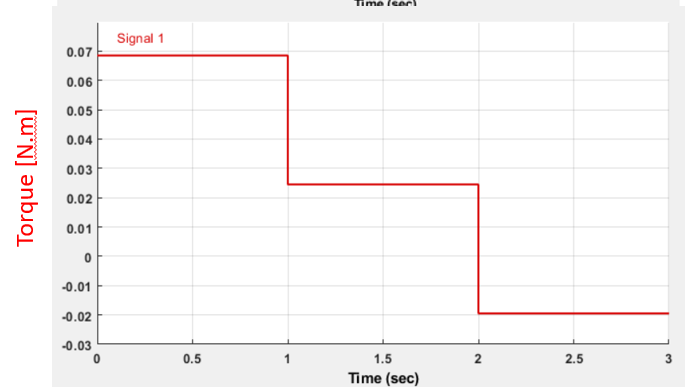 Time (sec)
Signal 1
0.07
0.06
0.05
0.04
0.03
0.02
0.01
0
-0.01
-0.02
-0.03
Torque [N.m]
0 0.5 1 1.5 2 2.5 3
Time (sec)